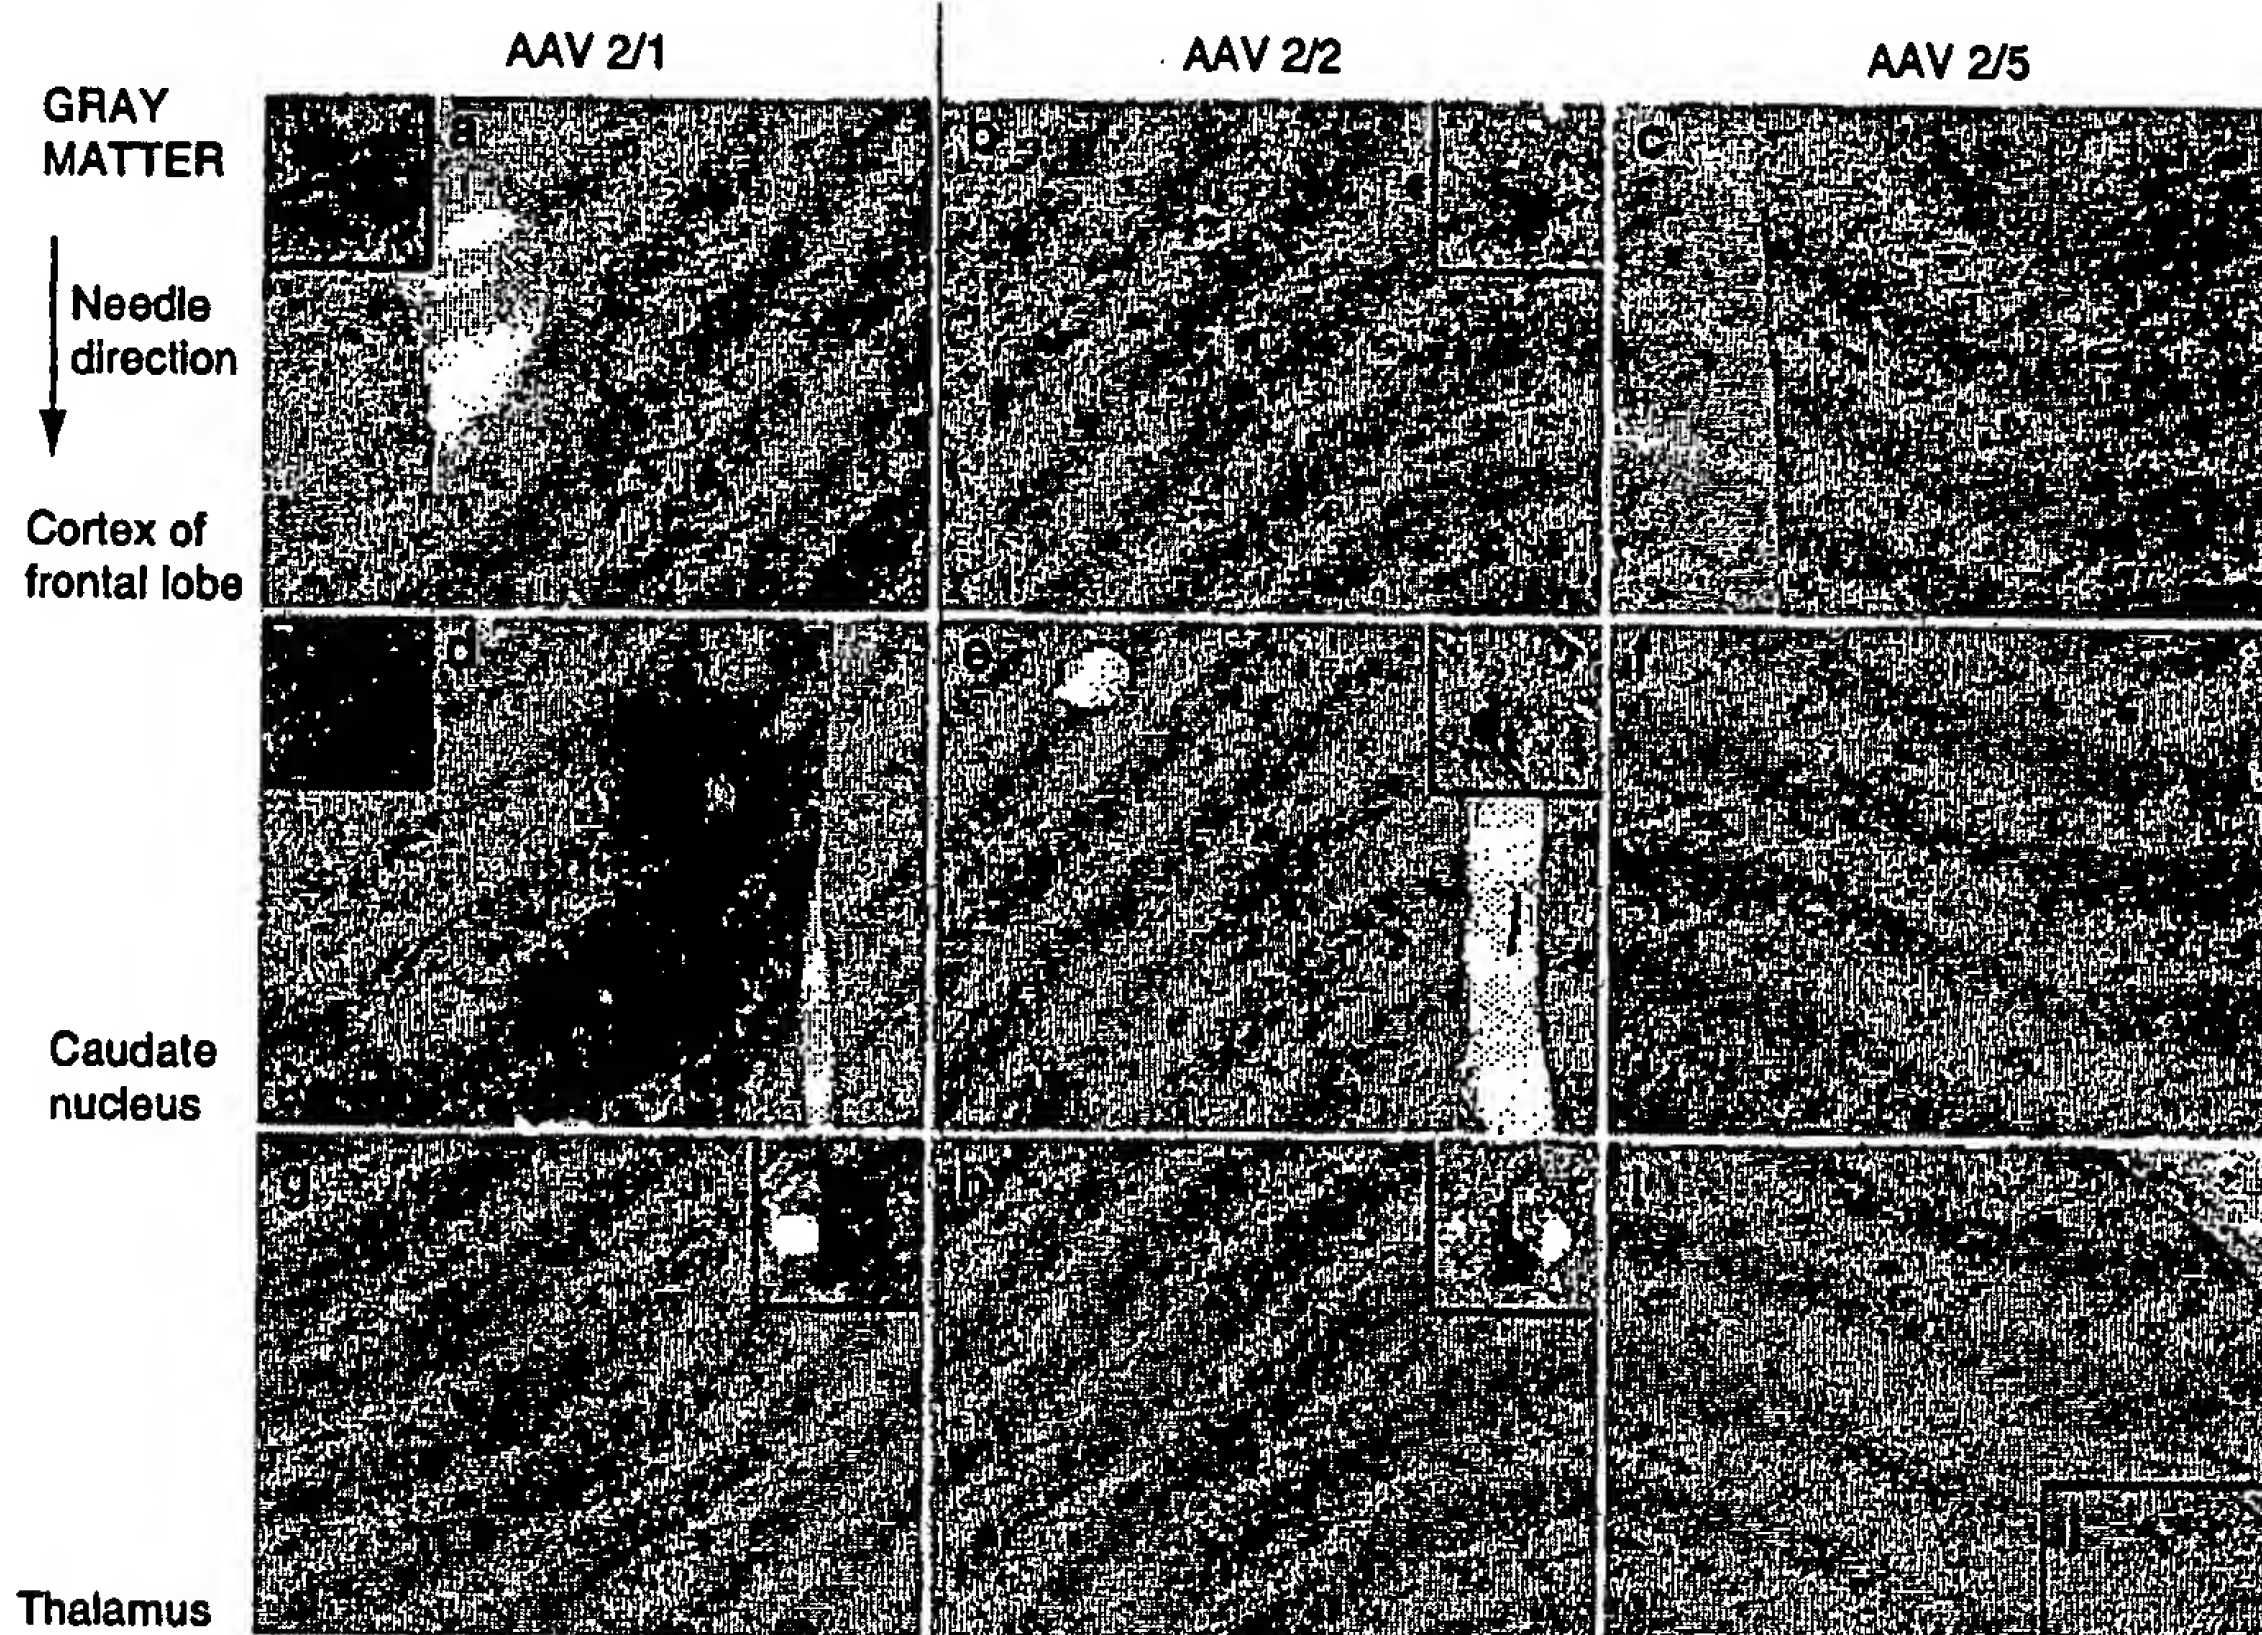 AAV 2/1
AAV 2/2
AAV 2/5
GRAY
MATTER
a
b
c
Needle
direction
Cortex of
frontal lobe
d
e
f
Caudate
nucleus
g
h
i
j
Thalamus